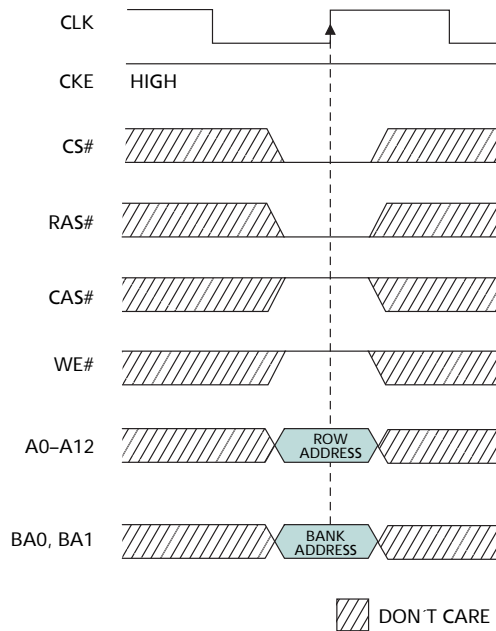 CLK
CKE HIGH
CS#
RAS#
CAS#
WE#
A0–A12 ROW
ADDRESS
BA0, BA1 BANK
ADDRESS
DON´T CARE